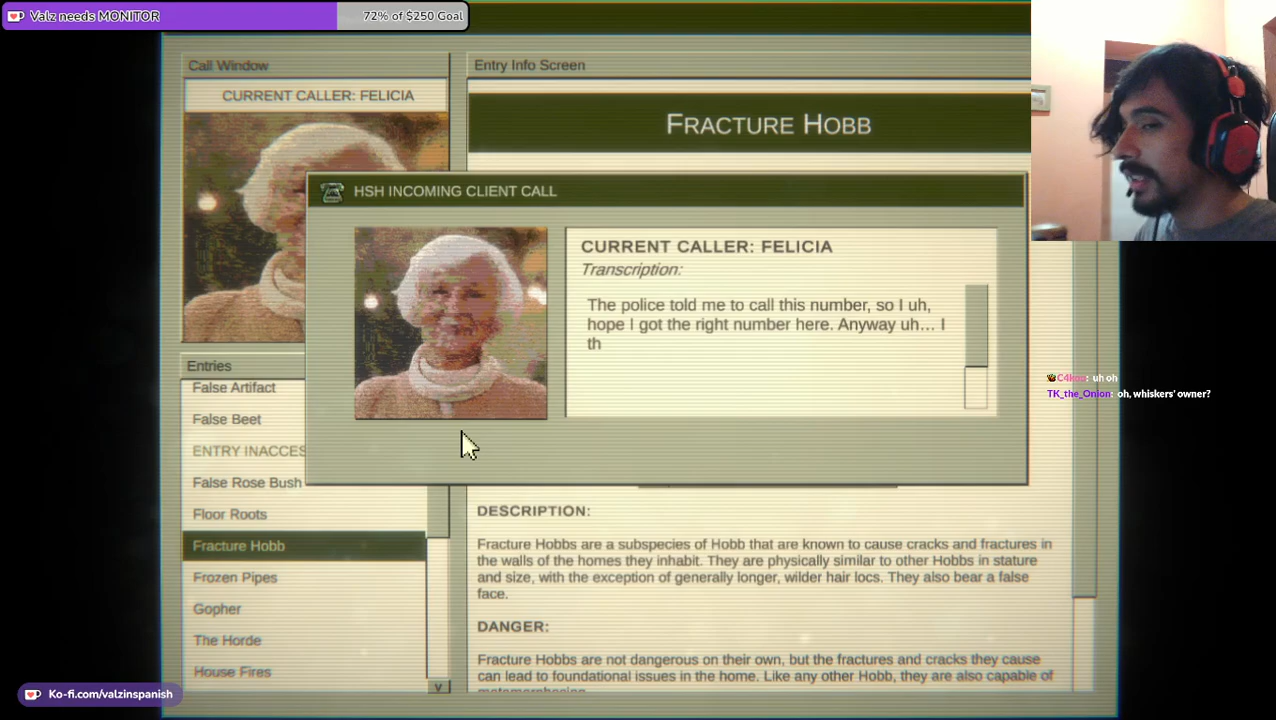 Valz needs MONITOR
72% of $250 Goal
Call Window
CURRENT CALLER: FELICIA
Entry Info Screen
FRACTURE HOBB
HSH INCOMING CLIENT CALL
CURRENT CALLER: FELICIA
Transcription:
The police told me to call this number, so I uh,
hope I got the right number here. Anyway uh... I
th
Entries
False Artifact
False Beet
ENTRY INACCES
False Rose Bush
Floor Roots
Fracture Hobb
Frozen Pipes
Gopher
The Horde
House Fires
DESCRIPTION:
Fracture Hobbs are a subspecies of Hobb that are known to cause cracks and fractures in
the walls of the homes they inhabit. They are physically similar to other Hobbs in stature
and size, with the exception of generally longer, wilder hair locs. They also bear a false
face.
DANGER:
Fracture Hobbs are not dangerous on their own, but the fractures and cracks they cause
can lead to foundational issues in the home. Like any other Hobb, they are also capable of
uh oh
TK_the_Onion: oh, whiskers' owner?
Ko-fi.com/valzinspanish